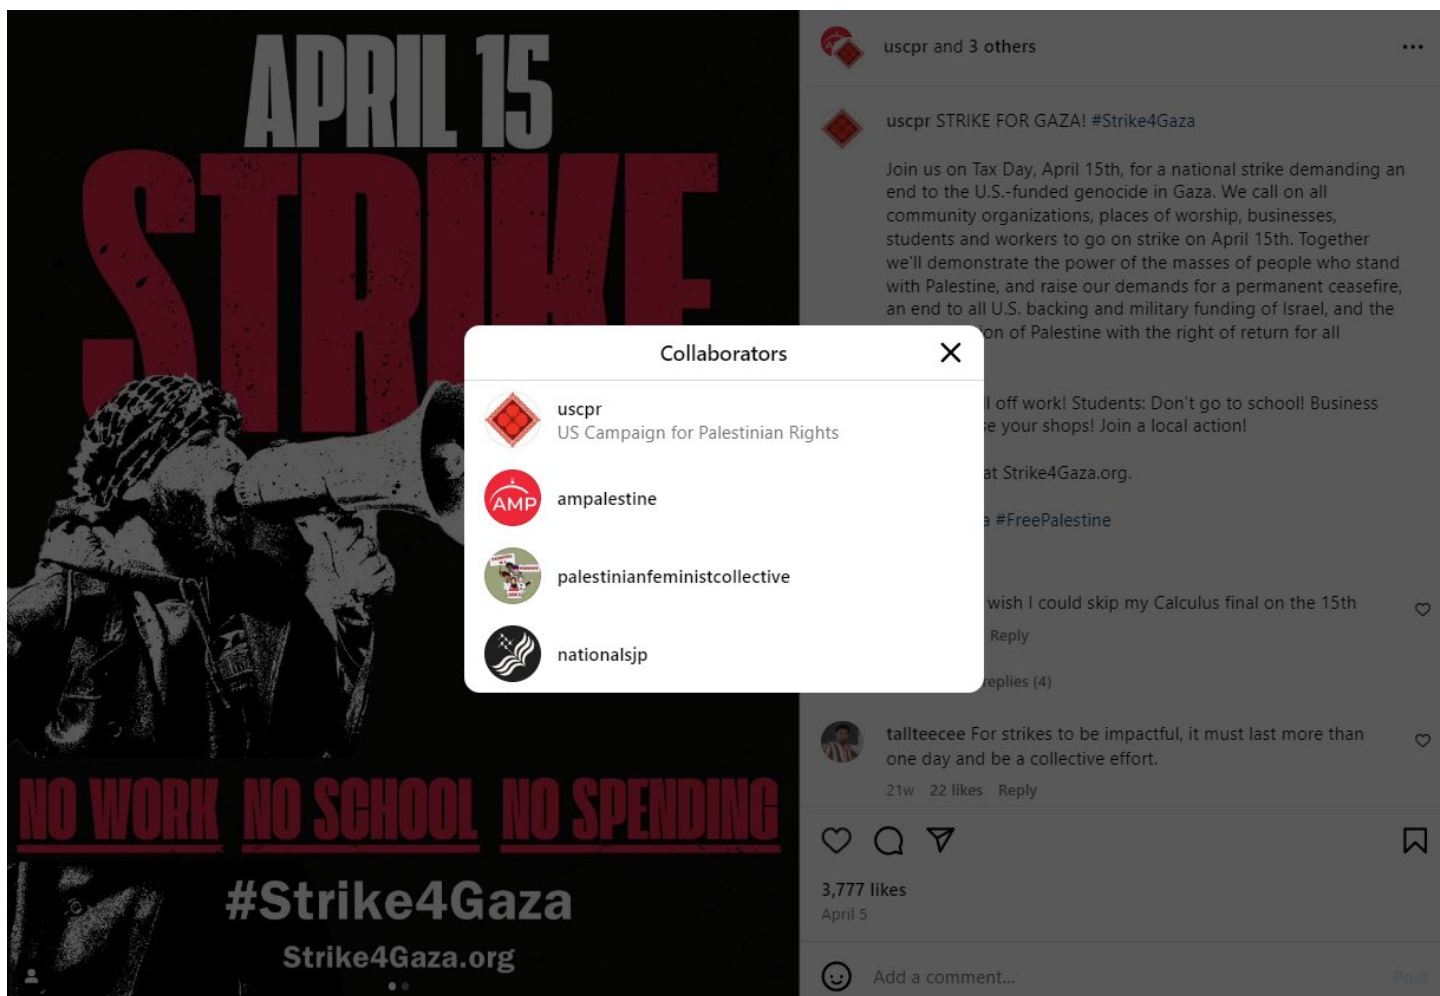 APRIL 15
STRIKE
NO WORK NO SCHOOL NO SPENDING
#Strike4Gaza
Strike4Gaza.org
uscpr and 3 others
uscpr STRIKE FOR GAZA! #Strike4Gaza
Join us on Tax Day, April 15th, for a national strike demanding an
end to the U.S.-funded genocide in Gaza. We call on all
community organizations, places of worship, businesses,
students and workers to go on strike on April 15th. Together
we'll demonstrate the power of the masses of people who stand
with Palestine, and raise our demands for a permanent ceasefire,
an end to all U.S. backing and military funding of Israel, and the
ion of Palestine with the right of return for all
ll off work! Students: Don't go to school! Business
se your shops! Join a local action!
at Strike4Gaza.org.
a #FreePalestine
wish I could skip my Calculus final on the 15th
Reply
replies (4)
tallteecee For strikes to be impactful, it must last more than
one day and be a collective effort.
21w 22 likes Reply
3,777 likes
April 5
Add a comment...
Post
Collaborators
uscpr
US Campaign for Palestinian Rights
AMP
ampalestine
palestinianfeministcollective
nationalsjp